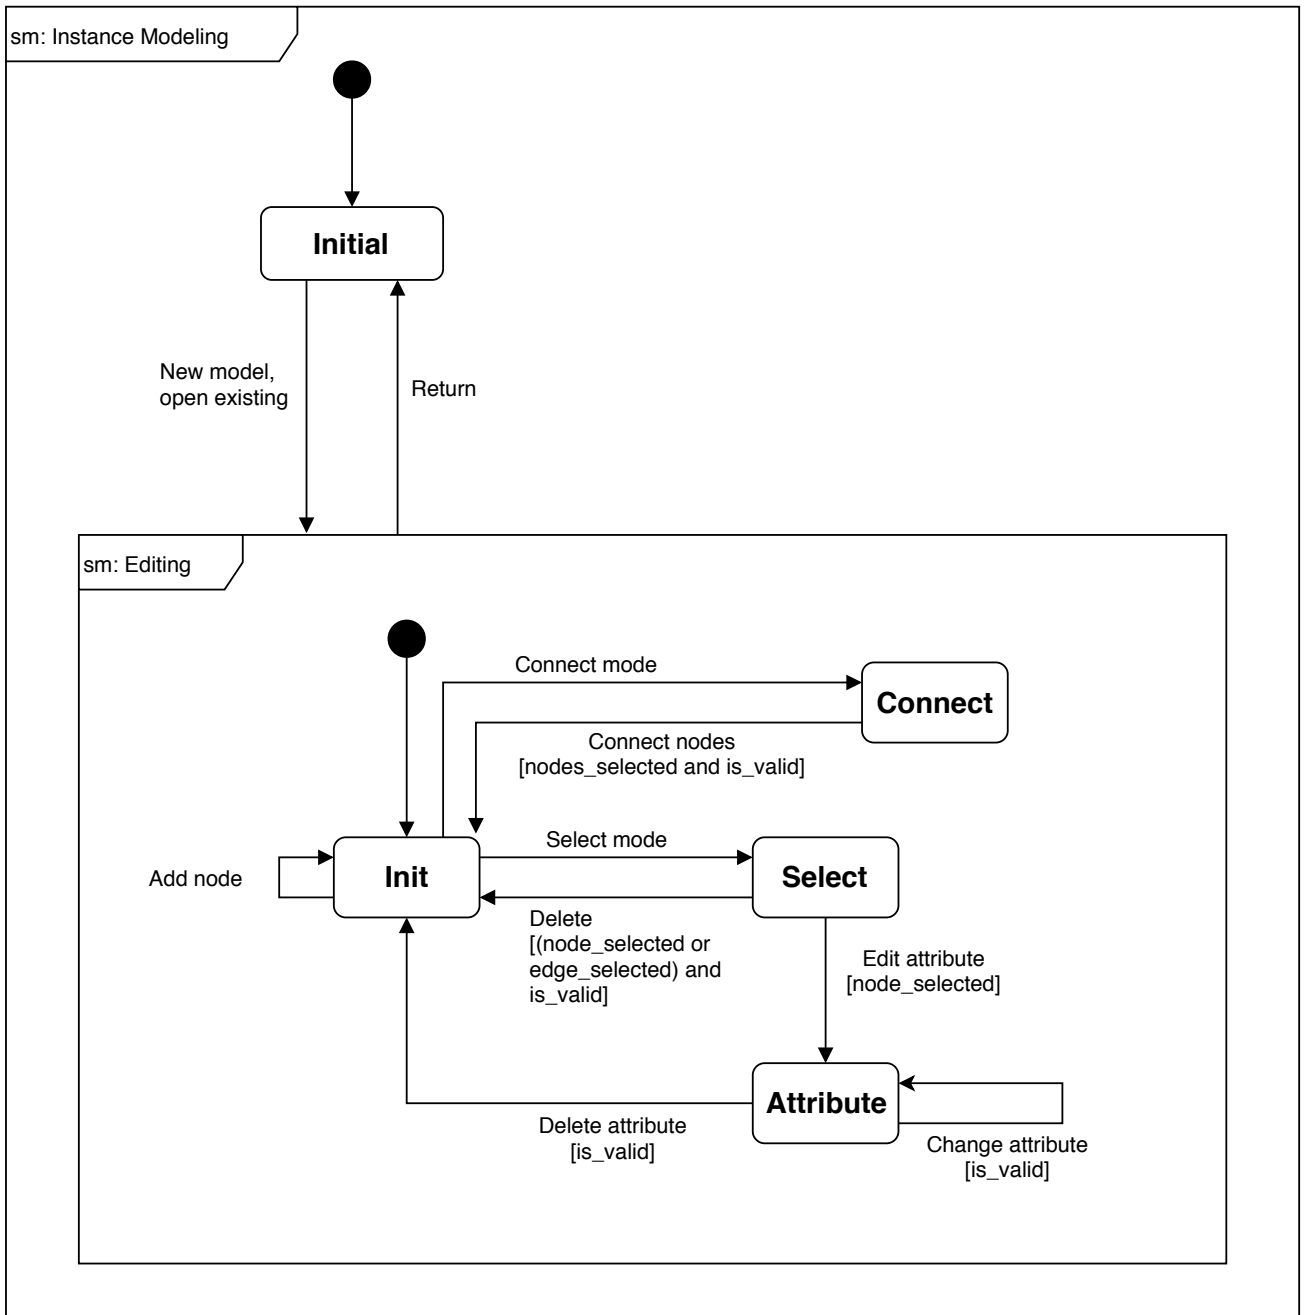 sm: Instance Modeling
Initial
New model,
open existing
Return
sm: Editing
Connect mode
Connect
Connect nodes
[nodes_selected and is_valid]
Select mode
Add node
Init
Select
Delete
[(node_selected or
edge_selected) and
is_valid]
Edit attribute
[node_selected]
Attribute
Delete attribute
[is_valid]
Change attribute
[is_valid]